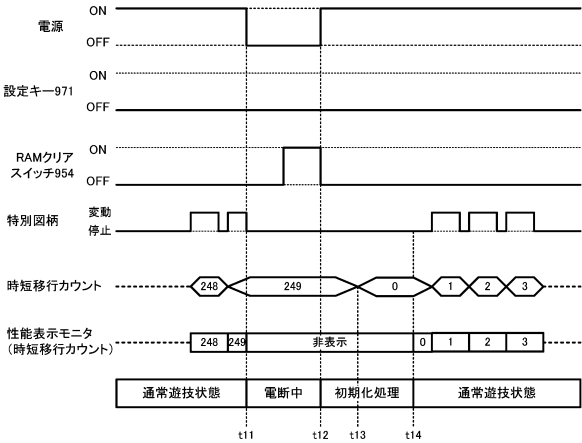 電源
ON
OFF
設定キー971
ON
OFF
RAMクリア
スイッチ954
ON
OFF
特別図柄
変動
停止
時短移行カウント
248
249
0
1
2
3
性能表示モニタ
(時短移行カウント)
248
249
非表示
0
1
2
3
通常遊技状態
電断中
初期化処理
通常遊技状態
t11
t12
t13
t14